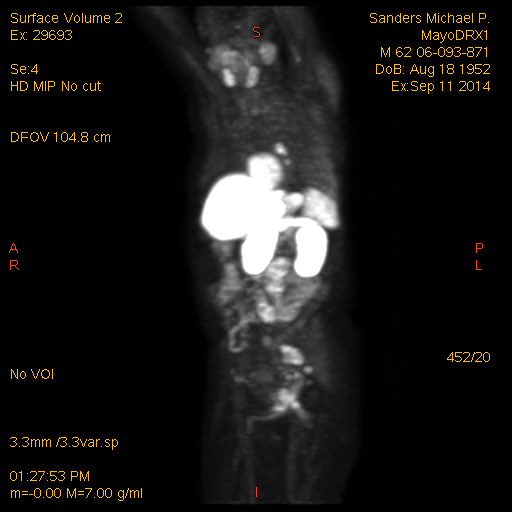 Surface Volume 2
Ex: 29693
Se:4
HD MIP No cut
DFOV 104.8 cm
S
Sanders Michael P.
MayoDRX1
M 62 06-093-871
DoB: Aug 18 1952
Ex:Sep 11 2014
A
R
P
L
452/20
No VOI
3.3mm /3.3var.sp
01:27:53 PM
m=-0.00 M=7.00 g/ml
I